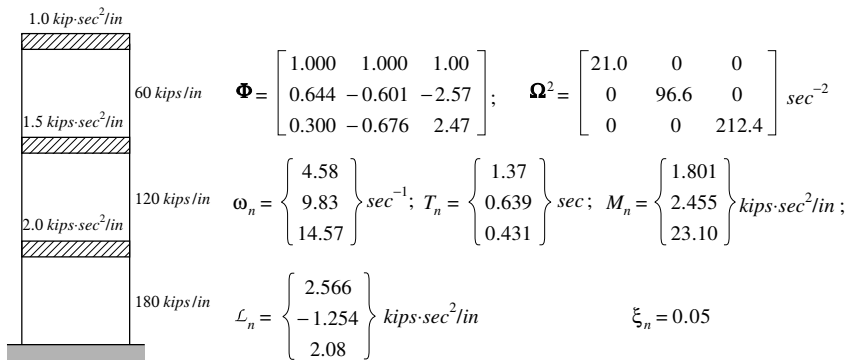 1.0 kip·sec²/in
60 kips/in
1.5 kips·sec²/in
120 kips/in
2.0 kips·sec²/in
180 kips/in
Φ = [ 1.000 1.000 1.00
0.644 −0.601 −2.57
0.300 −0.676 2.47 ] ;
Ω² = [ 21.0 0 0
0 96.6 0
0 0 212.4 ] sec⁻²
ωₙ = { 4.58
9.83
14.57 } sec⁻¹;
Tₙ = { 1.37
0.639
0.431 } sec ;
Mₙ = { 1.801
2.455
23.10 } kips·sec²/in ;
ℒₙ = { 2.566
−1.254
2.08 } kips·sec²/in
ξₙ = 0.05